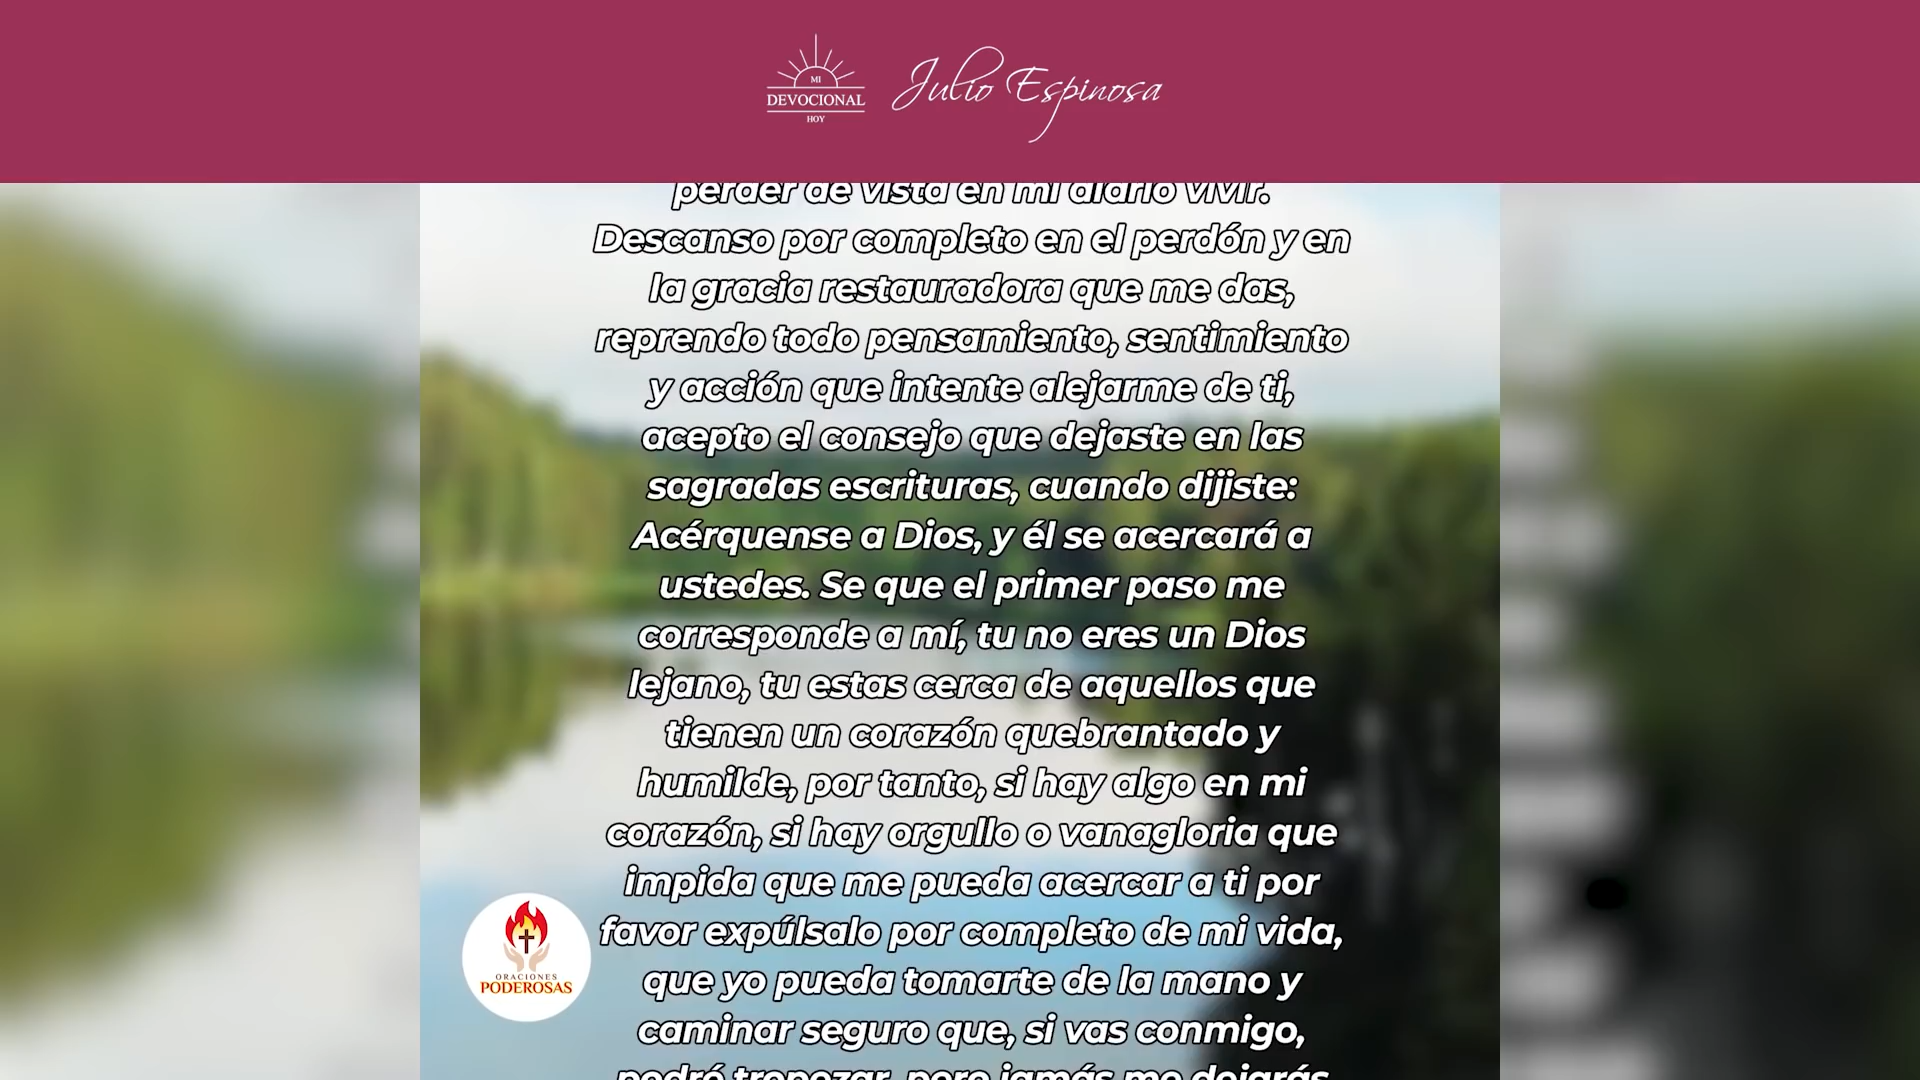 MI
DEVOCIONAL
HOY
Julio Espinosa
perder de vista en mi diario vivir.
Descanso por completo en el perdón y en
la gracia restauradora que me das,
reprendo todo pensamiento, sentimiento
y acción que intente alejarme de ti,
acepto el consejo que dejaste en las
sagradas escrituras, cuando dijiste:
Acérquense a Dios, y él se acercará a
ustedes. Se que el primer paso me
corresponde a mí, tu no eres un Dios
lejano, tu estas cerca de aquellos que
tienen un corazón quebrantado y
humilde, por tanto, si hay algo en mi
corazón, si hay orgullo o vanagloria que
impida que me pueda acercar a ti por
favor expúlsalo por completo de mi vida,
que yo pueda tomarte de la mano y
caminar seguro que, si vas conmigo,
podré tropezar, pero jamás me dejarás
ORACIONES
PODEROSAS